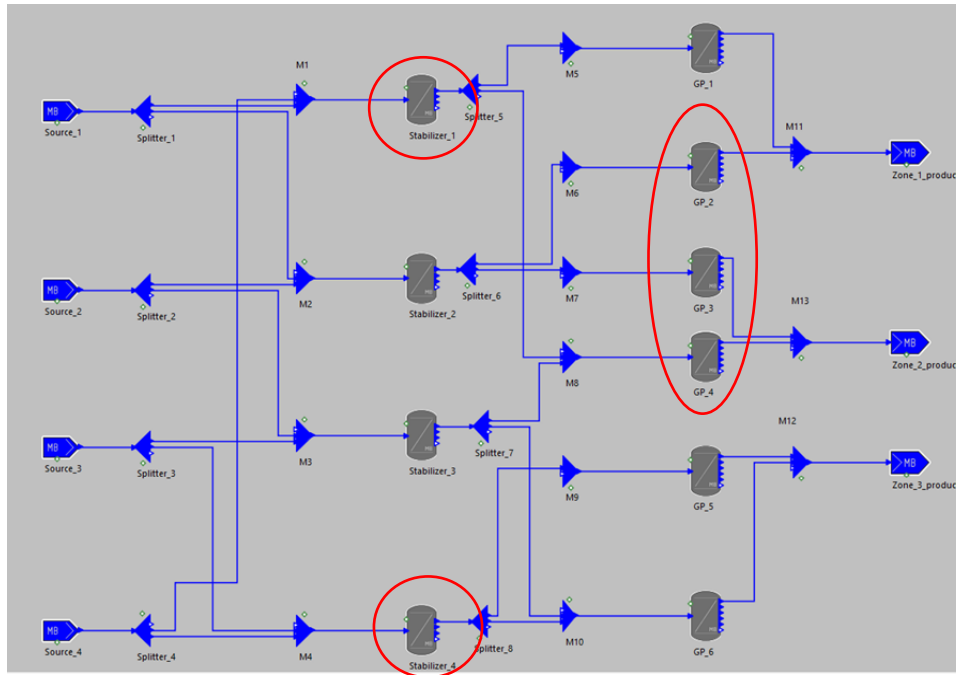 M1
M5
GP_1
MB
Source_1
Splitter_1
Stabilizer_1
Splitter_5
M11
MB
Zone_1_produc
M6
GP_2
MB
Source_2
Splitter_2
M2
Stabilizer_2
Splitter_6
M7
GP_3
M13
MB
Zone_2_produc
M8
GP_4
MB
Source_3
Splitter_3
M3
Stabilizer_3
Splitter_7
M12
M9
GP_5
MB
Zone_3_produc
MB
Source_4
Splitter_4
M4
Stabilizer_4
Splitter_8
M10
GP_6